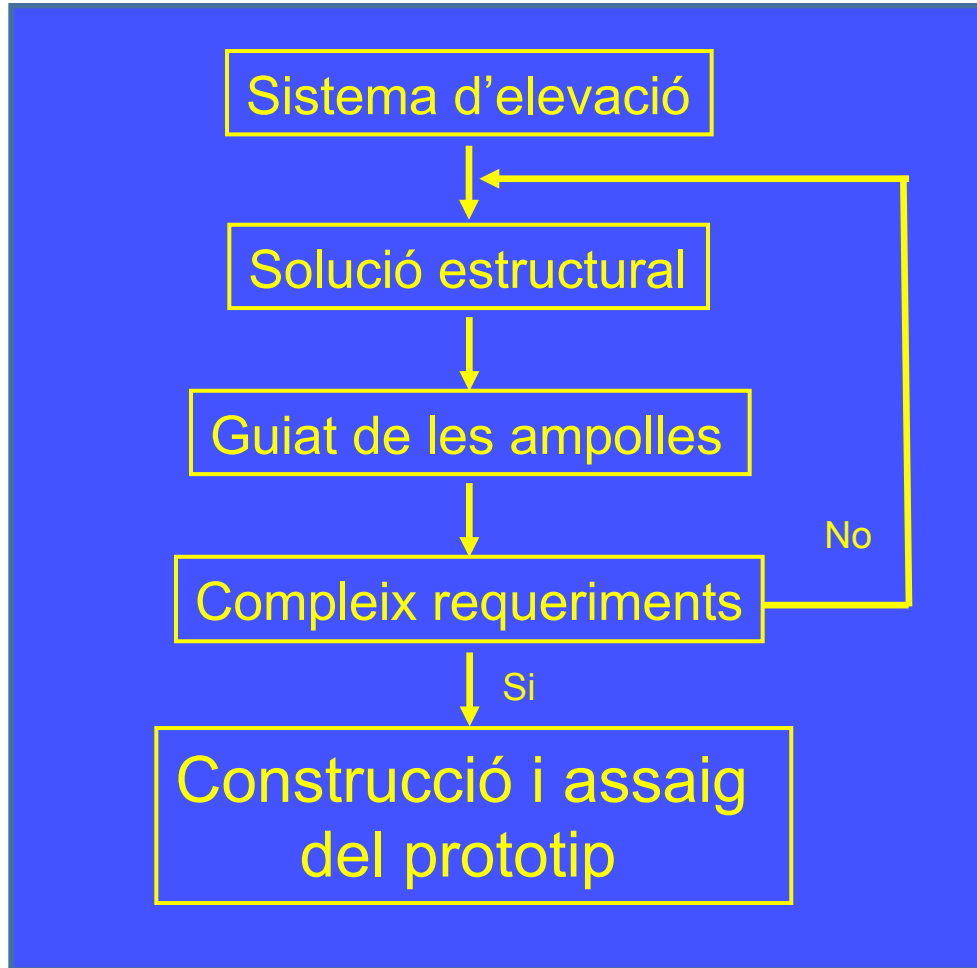 Sistema d’elevació
Solució estructural
Guiat de les ampolles
No
Compleix requeriments
Si
Construcció i assaig
del prototip